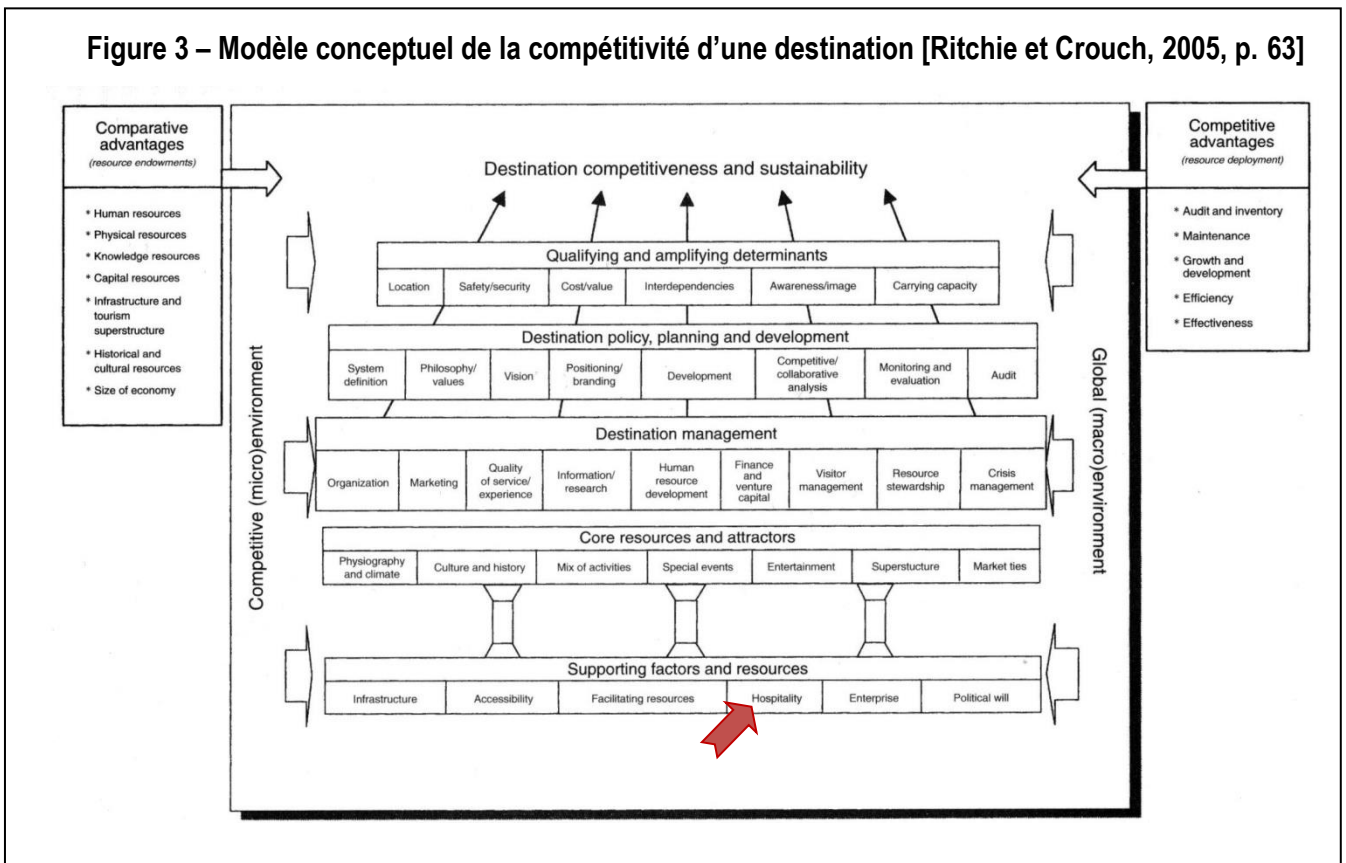 Figure 3 – Modèle conceptuel de la compétitivité d’une destination [Ritchie et Crouch, 2005, p. 63]
Comparative
advantages
(resource endowments)
* Human resources
* Physical resources
* Knowledge resources
* Capital resources
* Infrastructure and
tourism
superstructure
* Historical and
cultural resources
* Size of economy
Competitive (micro)environment
Destination competitiveness and sustainability
Qualifying and amplifying determinants
Location
Safety/security
Cost/value
Interdependencies
Awareness/image
Carrying capacity
Destination policy, planning and development
System
definition
Philosophy/
values
Vision
Positioning/
branding
Development
Competitive/
collaborative
analysis
Monitoring and
evaluation
Audit
Destination management
Organization
Marketing
Quality
of service/
experience
Information/
research
Human
resource
development
Finance
and
venture
capital
Visitor
management
Resource
stewardship
Crisis
management
Core resources and attractors
Physiography
and climate
Culture and history
Mix of activities
Special events
Entertainment
Superstucture
Market ties
Supporting factors and resources
Infrastructure
Accessibility
Facilitating resources
Hospitality
Enterprise
Political will
Global (macro)environment
Competitive
advantages
(resource deployment)
* Audit and inventory
* Maintenance
* Growth and
development
* Efficiency
* Effectiveness